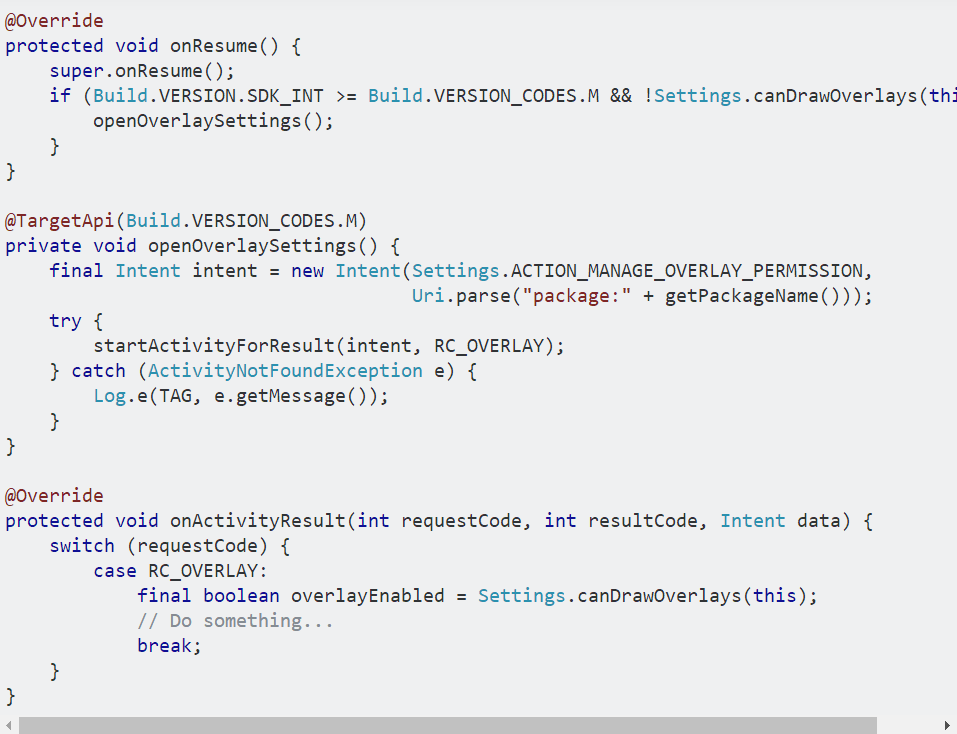 @Override
protected void onResume() {
    super.onResume();
    if (Build.VERSION.SDK_INT >= Build.VERSION_CODES.M && !Settings.canDrawOverlays(thi
        openOverlaySettings();
    }
}

@TargetApi(Build.VERSION_CODES.M)
private void openOverlaySettings() {
    final Intent intent = new Intent(Settings.ACTION_MANAGE_OVERLAY_PERMISSION,
                                     Uri.parse("package:" + getPackageName()));
    try {
        startActivityForResult(intent, RC_OVERLAY);
    } catch (ActivityNotFoundException e) {
        Log.e(TAG, e.getMessage());
    }
}

@Override
protected void onActivityResult(int requestCode, int resultCode, Intent data) {
    switch (requestCode) {
        case RC_OVERLAY:
            final boolean overlayEnabled = Settings.canDrawOverlays(this);
            // Do something...
            break;
    }
}